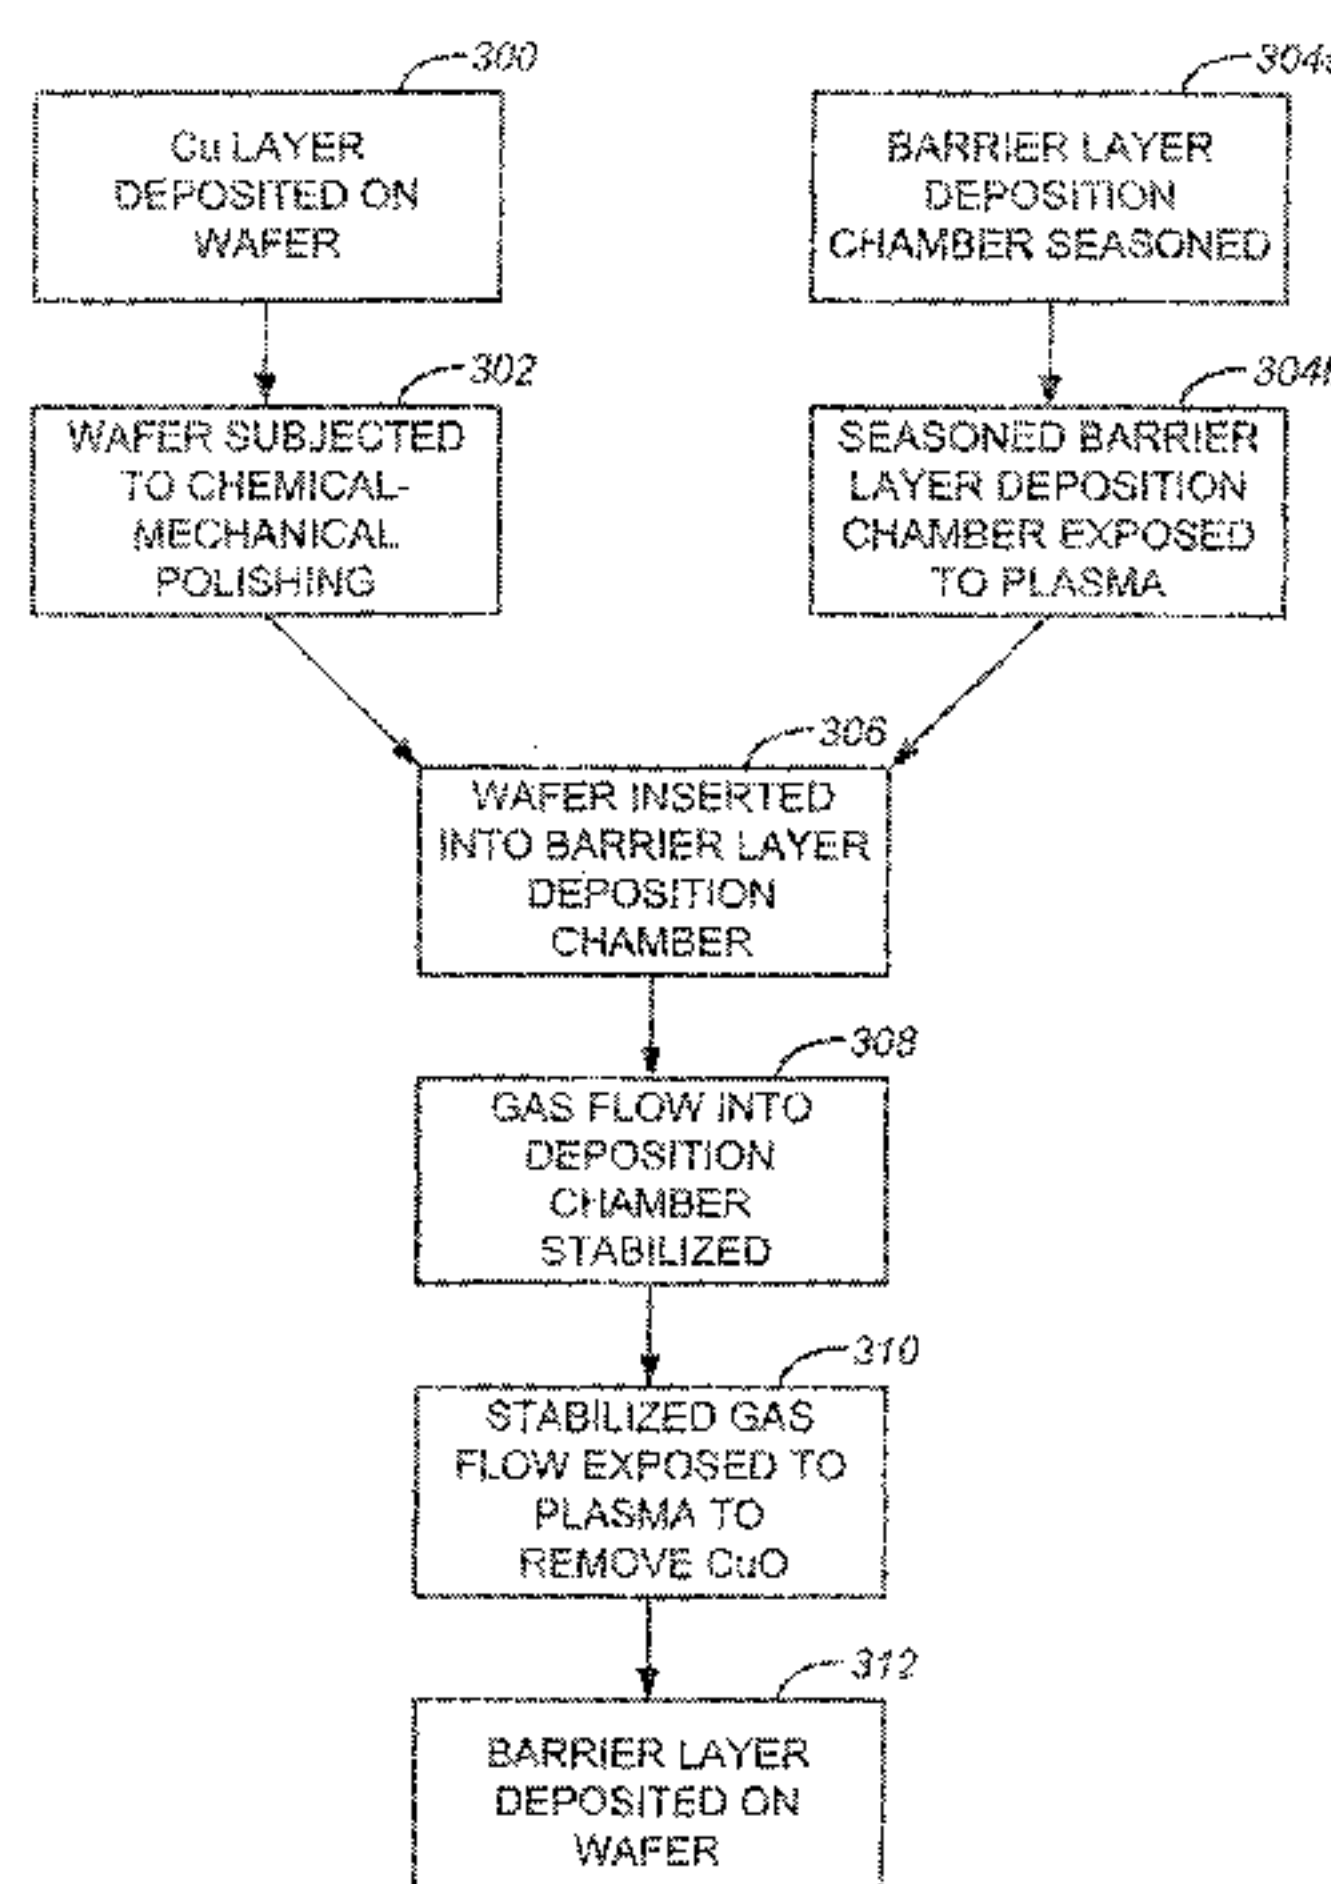 300
Cu LAYER
DEPOSITED ON
WAFER
BARRIER LAYER
DEPOSITION
CHAMBER SEASONED
302
WAFER SUBJECTED
TO CHEMICAL-
MECHANICAL
POLISHING
SEASONED BARRIER
LAYER DEPOSITION
CHAMBER EXPOSED
TO PLASMA
306
WAFER INSERTED
INTO BARRIER LAYER
DEPOSITION
CHAMBER
308
GAS FLOW INTO
DEPOSITION
CHAMBER
STABILIZED
310
STABILIZED GAS
FLOW EXPOSED TO
PLASMA TO
REMOVE CuO
312
BARRIER LAYER
DEPOSITED ON
WAFER